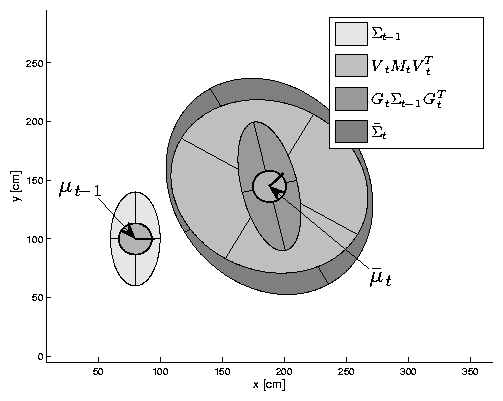 Σ_{t−1}
V_t M_t V_t^T
G_t Σ_{t−1} G_t^T
Σ̄_t
250
200
150
100
50
0
y [cm]
μ_{t−1}
μ̄_t
50
100
150
200
250
300
350
x [cm]